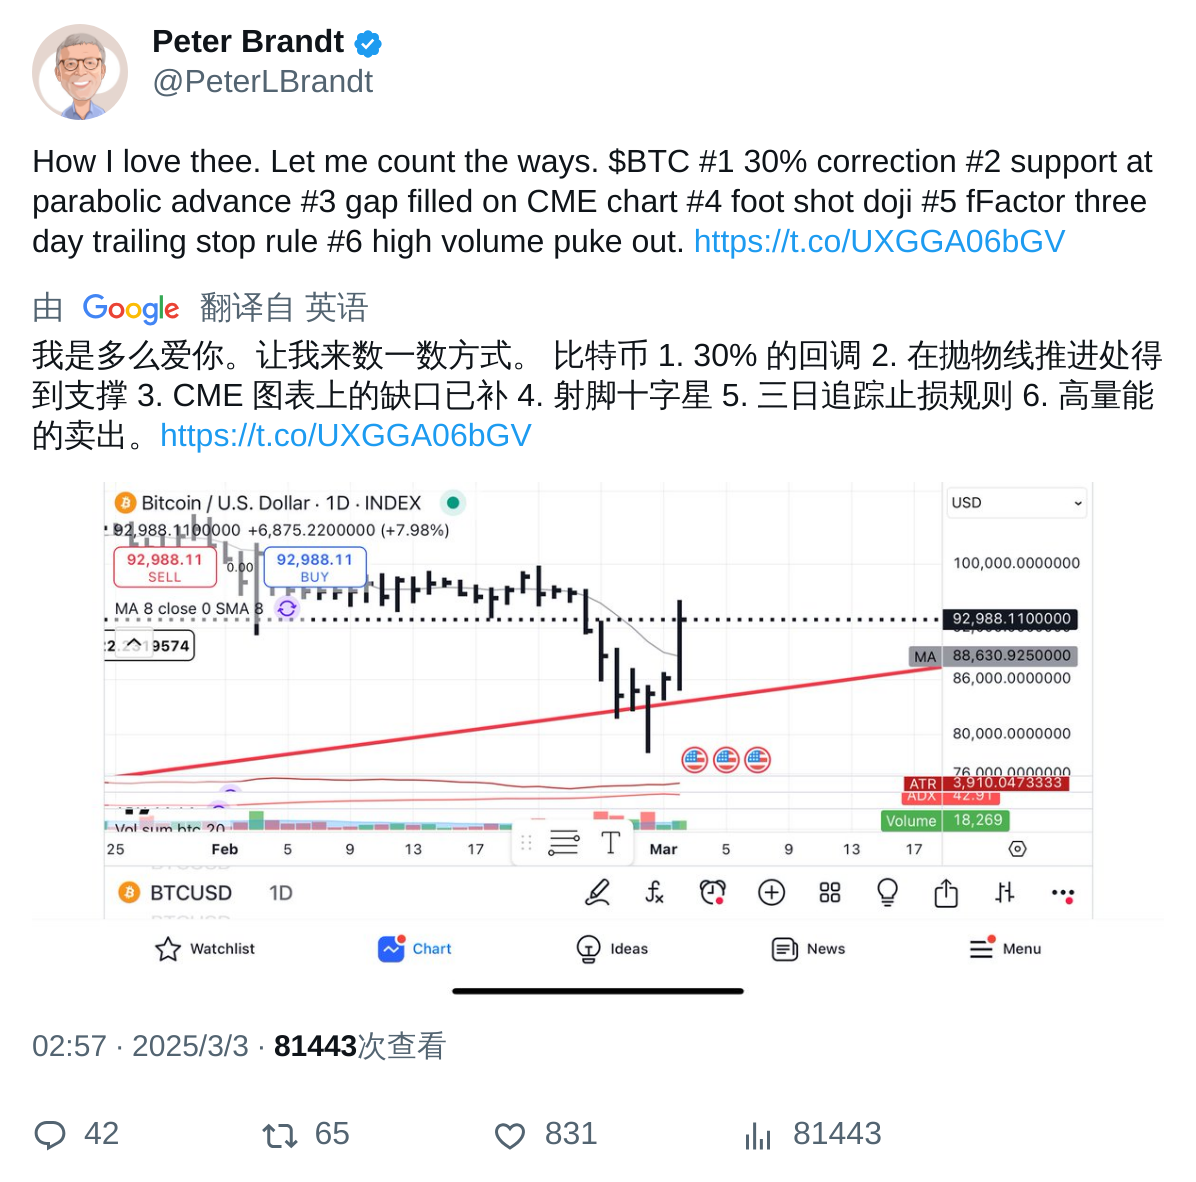 Peter Brandt
@PeterLBrandt
How I love thee. Let me count the ways. $BTC #1 30% correction #2 support at
parabolic advance #3 gap filled on CME chart #4 foot shot doji #5 fFactor three
day trailing stop rule #6 high volume puke out. https://t.co/UXGGA06bGV
由 Google 翻译自 英语
我是多么爱你。让我来数一数方式。 比特币 1. 30% 的回调 2. 在抛物线推进处得
到支撑 3. CME 图表上的缺口已补 4. 射脚十字星 5. 三日追踪止损规则 6. 高量能
的卖出。https://t.co/UXGGA06bGV
Bitcoin / U.S. Dollar · 1D · INDEX
USD
92,988.1100000 +6,875.2200000 (+7.98%)
92,988.11
SELL
0.00
92,988.11
BUY
100,000.0000000
MA 8 close 0 SMA 8
92,988.1100000
MA 88,630.9250000
86,000.0000000
80,000.0000000
76,000.0000000
ATR 3,910.0473333
ADX 42.91
Vol sum btc 20
Volume 18,269
25 Feb 5 9 13 17 Mar 5 9 13 17
BTCUSD 1D
Watchlist Chart Ideas News Menu
02:57 · 2025/3/3 · 81443次查看
42 65 831 81443